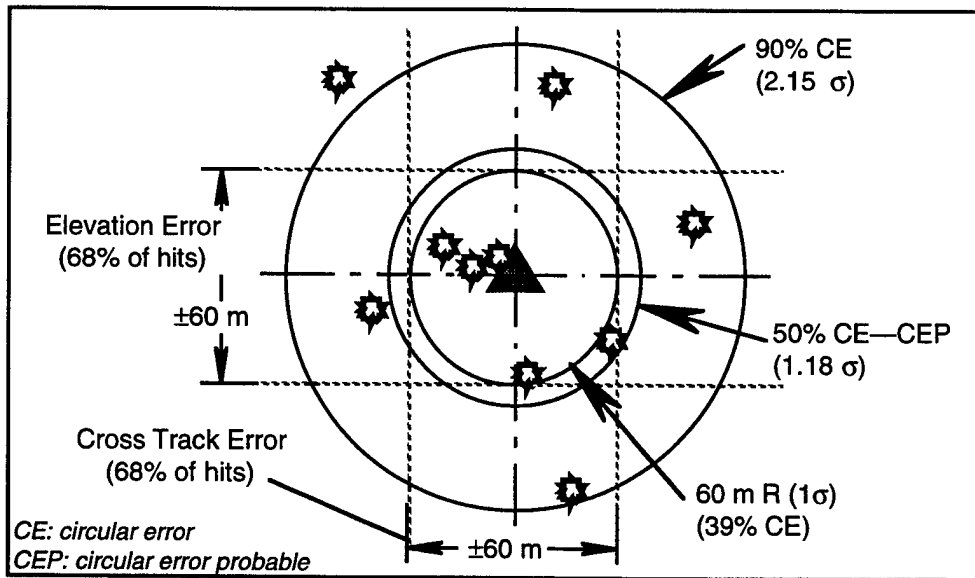 90% CE
(2.15 σ)
Elevation Error
(68% of hits)
±60 m
50% CE—CEP
(1.18 σ)
Cross Track Error
(68% of hits)
60 m R (1σ)
(39% CE)
±60 m
CE: circular error
CEP: circular error probable